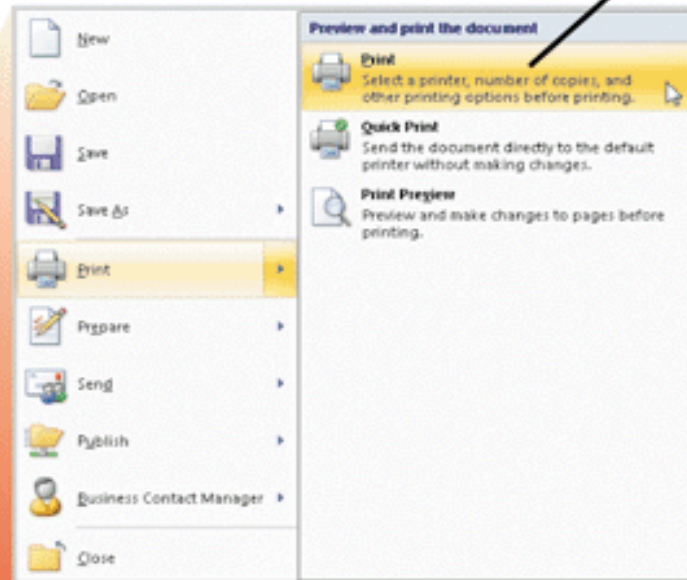 New
Open
Save
Save As
Print
Prepare
Send
Publish
Business Contact Manager
Close
Preview and print the document
Print
Select a printer, number of copies, and
other printing options before printing.
Quick Print
Send the document directly to the default
printer without making changes.
Print Preview
Preview and make changes to pages before
printing.